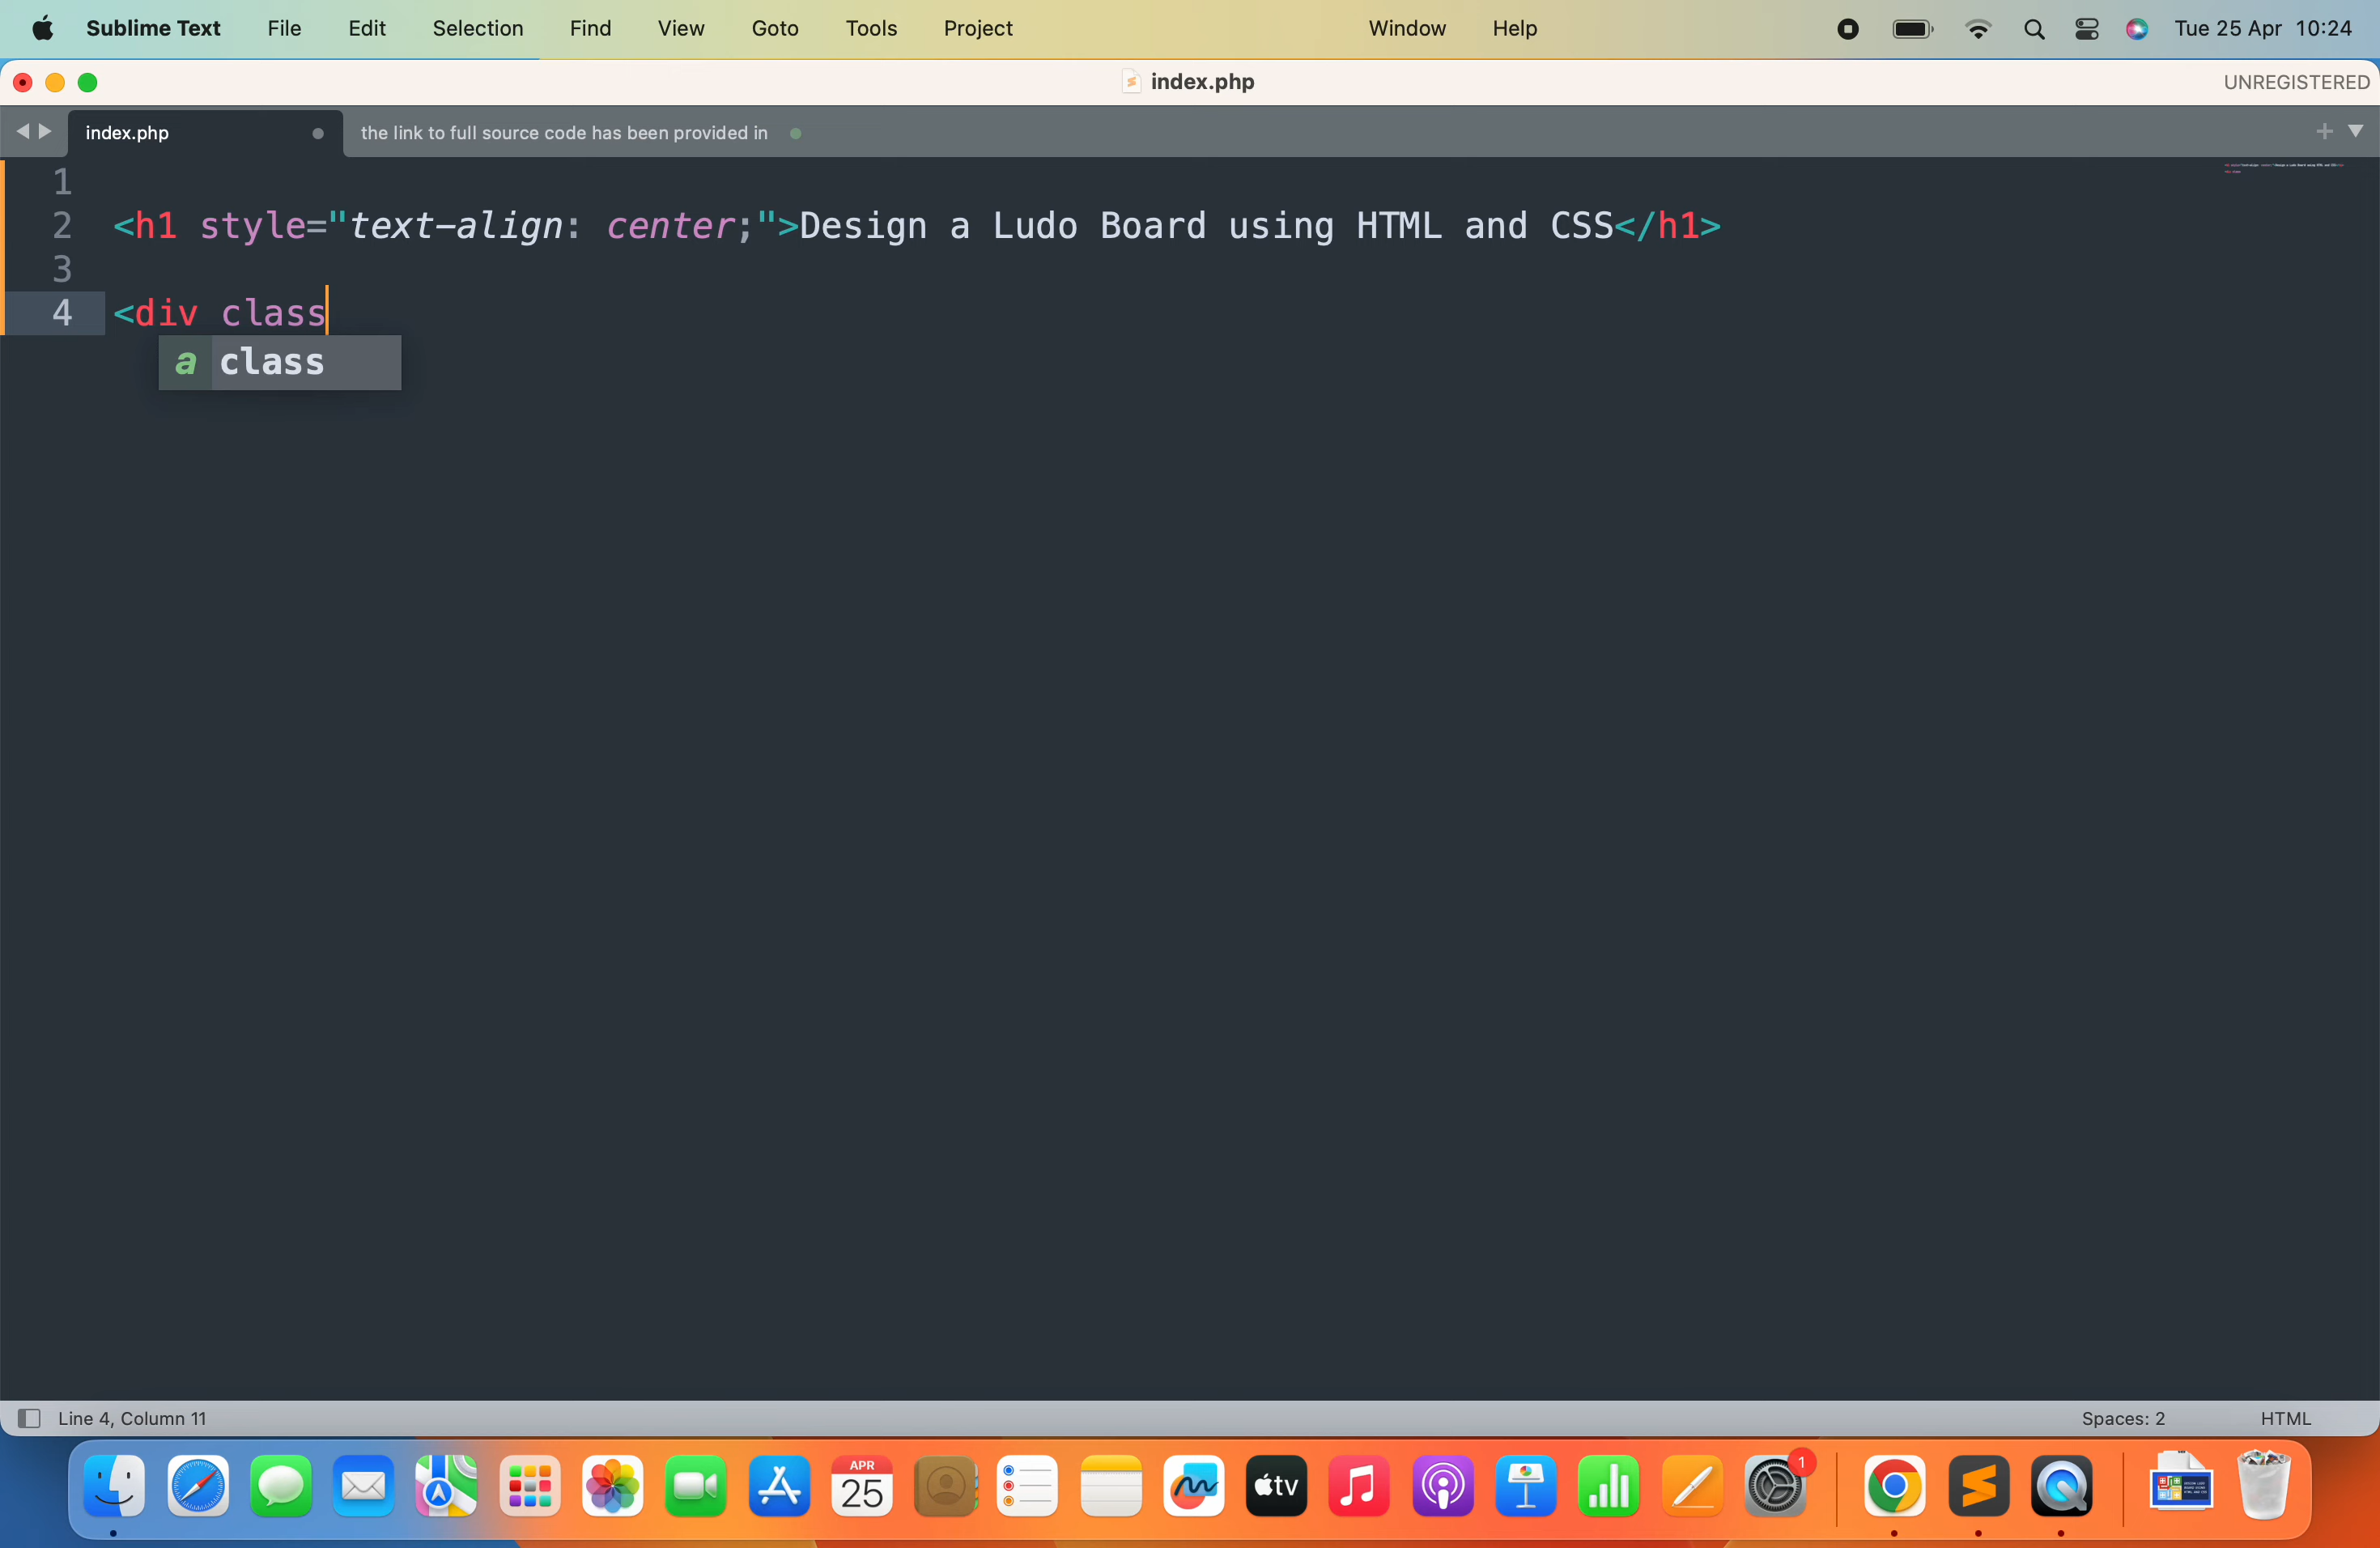 Sublime Text File Edit Selection Find View Goto Tools Project Window Help Tue 25 Apr 10:24
index.php UNREGISTERED
index.php the link to full source code has been provided in
1
2 <h1 style="text-align: center;">Design a Ludo Board using HTML and CSS</h1>
3
4 <div class
a class
Line 4, Column 11 Spaces: 2 HTML
APR
25
tv
1